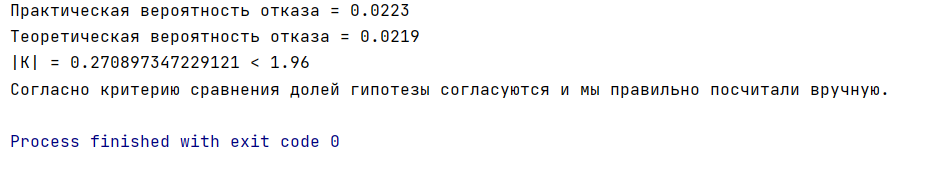 Практическая вероятность отказа = 0.0223
Теоретическая вероятность отказа = 0.0219
|K| = 0.270897347229121 < 1.96
Согласно критерию сравнения долей гипотезы согласуются и мы правильно посчитали вручную.
Process finished with exit code 0